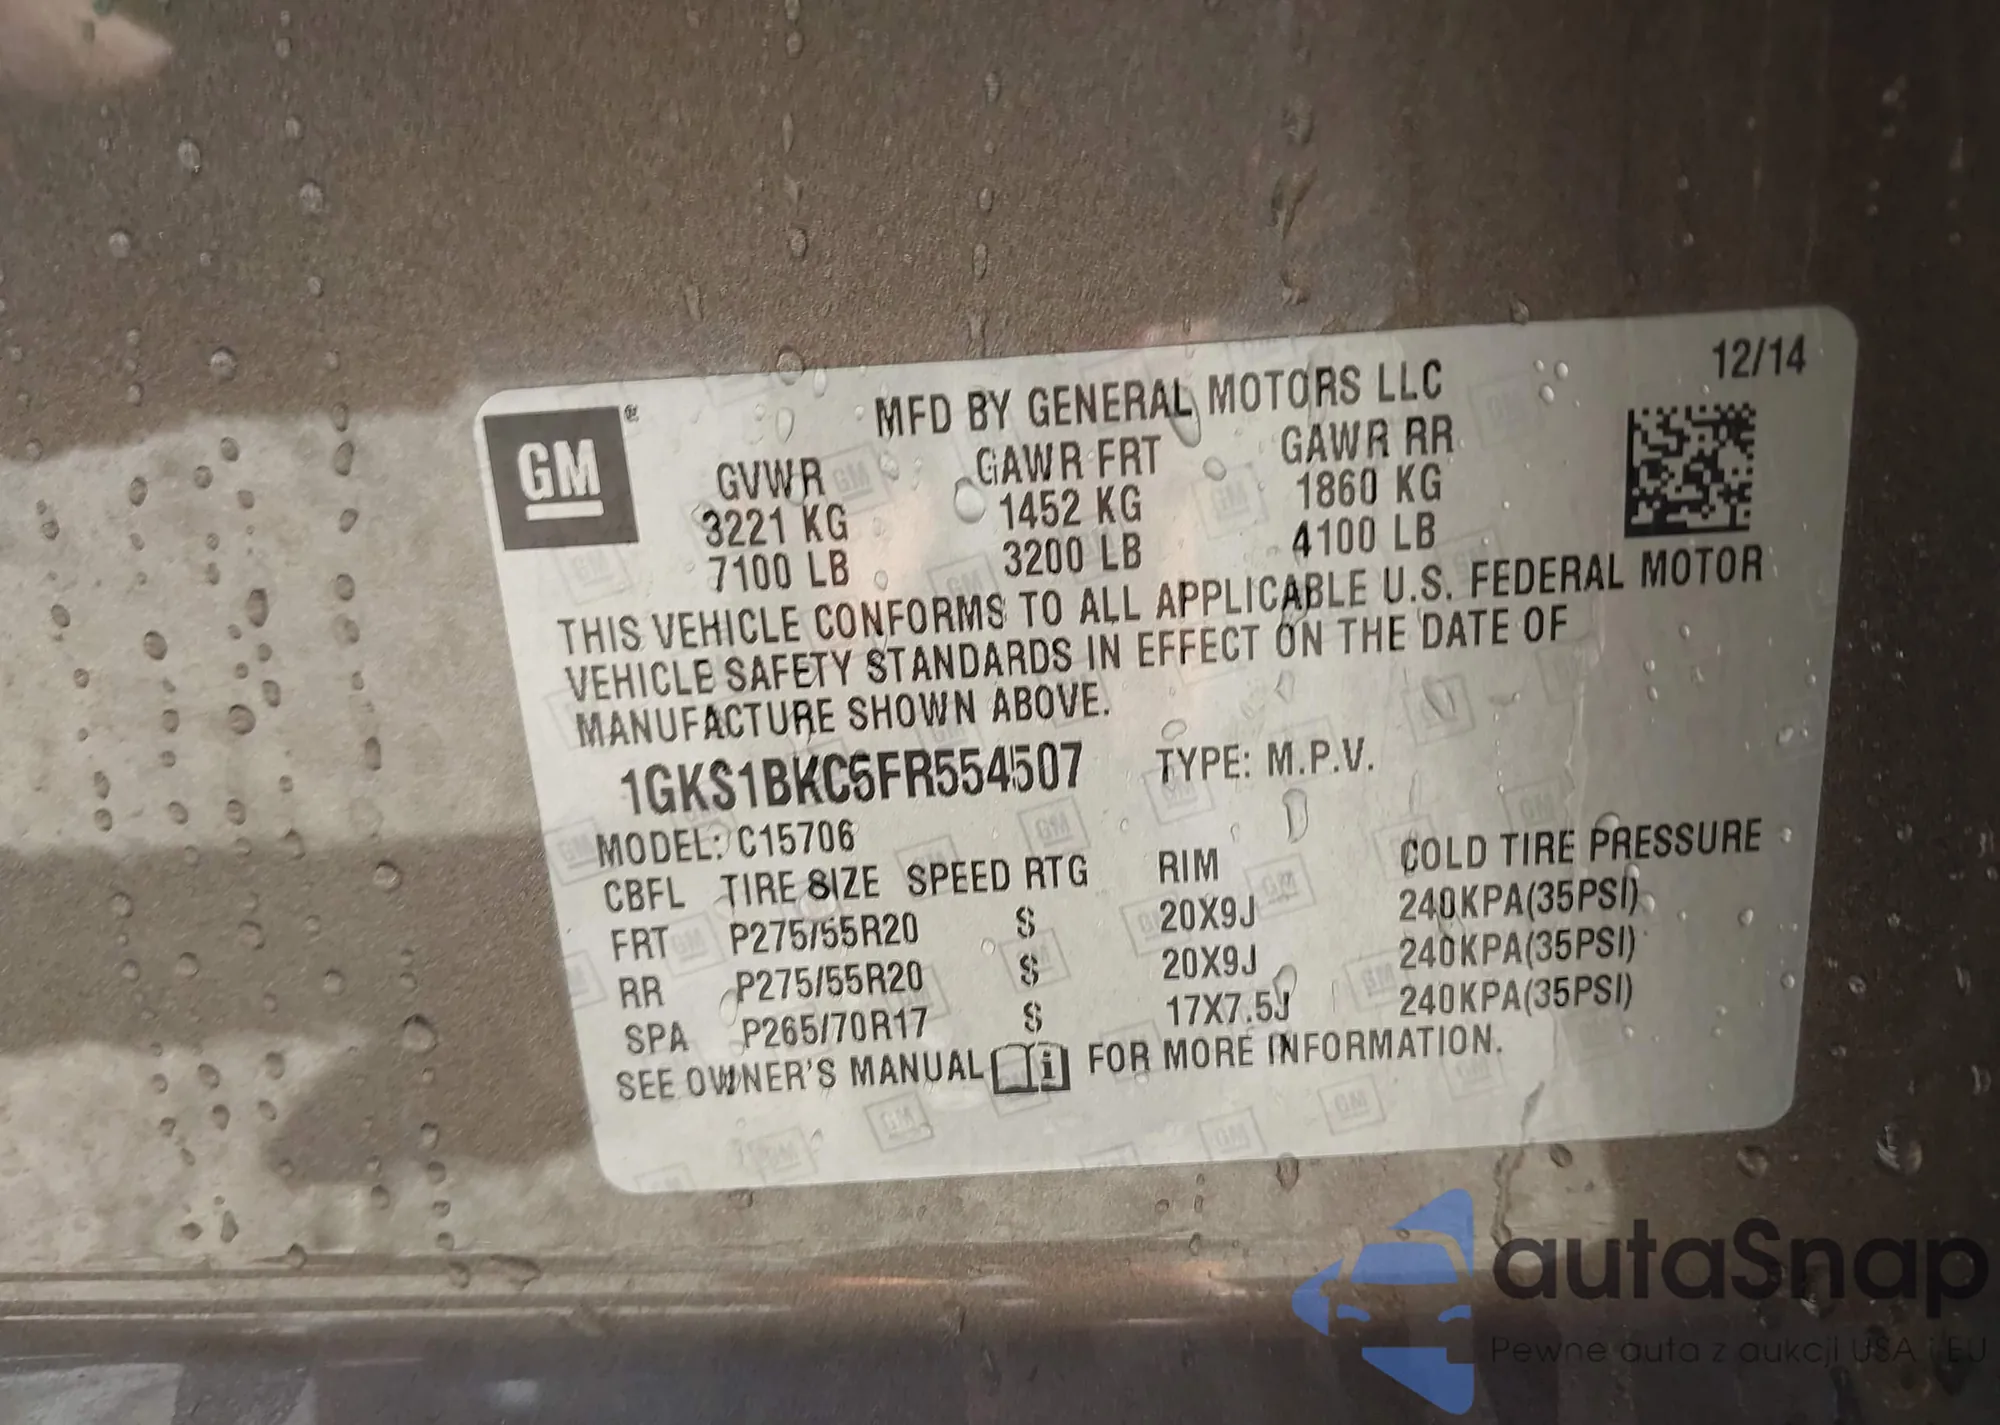 12/14
MFD BY GENERAL MOTORS LLC
GM ®
GVWR GAWR FRT GAWR RR
3221 KG 1452 KG 1860 KG
7100 LB 3200 LB 4100 LB
THIS VEHICLE CONFORMS TO ALL APPLICABLE U.S. FEDERAL MOTOR
VEHICLE SAFETY STANDARDS IN EFFECT ON THE DATE OF
MANUFACTURE SHOWN ABOVE.
1GKS1BKC5FR554507 TYPE: M.P.V.
MODEL: C15706
CBFL TIRE SIZE SPEED RTG RIM COLD TIRE PRESSURE
FRT P275/55R20 S 20X9J 240KPA(35PSI)
RR P275/55R20 S 20X9J 240KPA(35PSI)
SPA P265/70R17 S 17X7.5J 240KPA(35PSI)
SEE OWNER'S MANUAL i FOR MORE INFORMATION.
autaSnap
Pewne auta z aukcji USA i EU